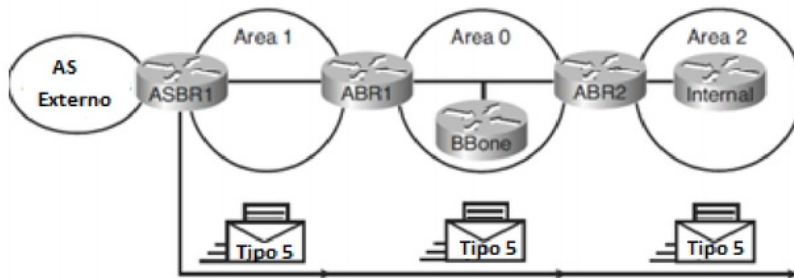 AS
Externo
ASBR1
Area 1
ABR1
Area 0
BBone
ABR2
Area 2
Internal
Tipo 5
Tipo 5
Tipo 5